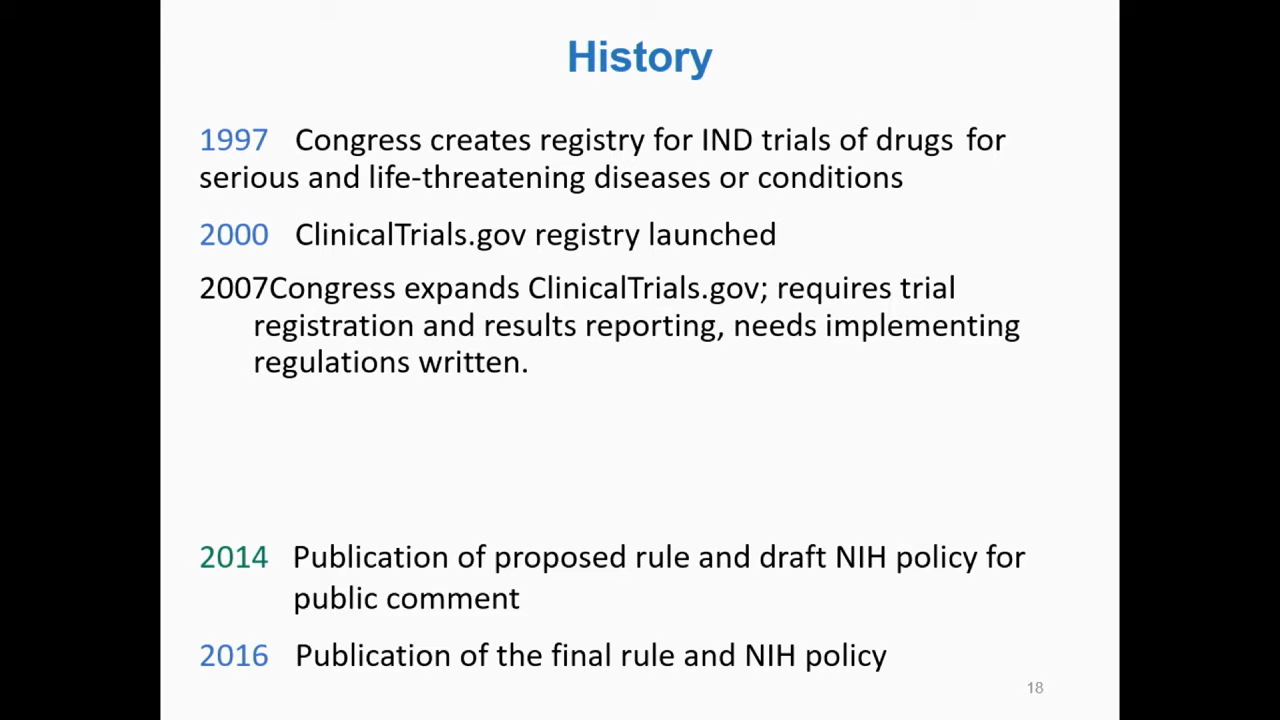 History
1997 Congress creates registry for IND trials of drugs for
serious and life-threatening diseases or conditions
2000 ClinicalTrials.gov registry launched
2007Congress expands ClinicalTrials.gov; requires trial
registration and results reporting, needs implementing
regulations written.
2014 Publication of proposed rule and draft NIH policy for
public comment
2016 Publication of the final rule and NIH policy
18